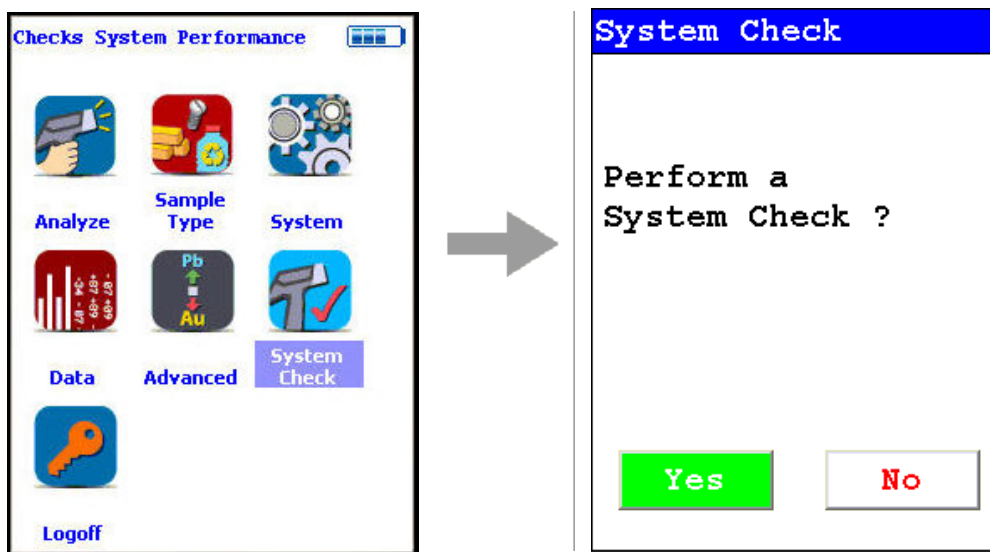 Checks System Performance
Analyze
Sample
Type
System
Pb
Au
Data
Advanced
System
Check
Logoff
System Check
Perform a
System Check ?
Yes
No